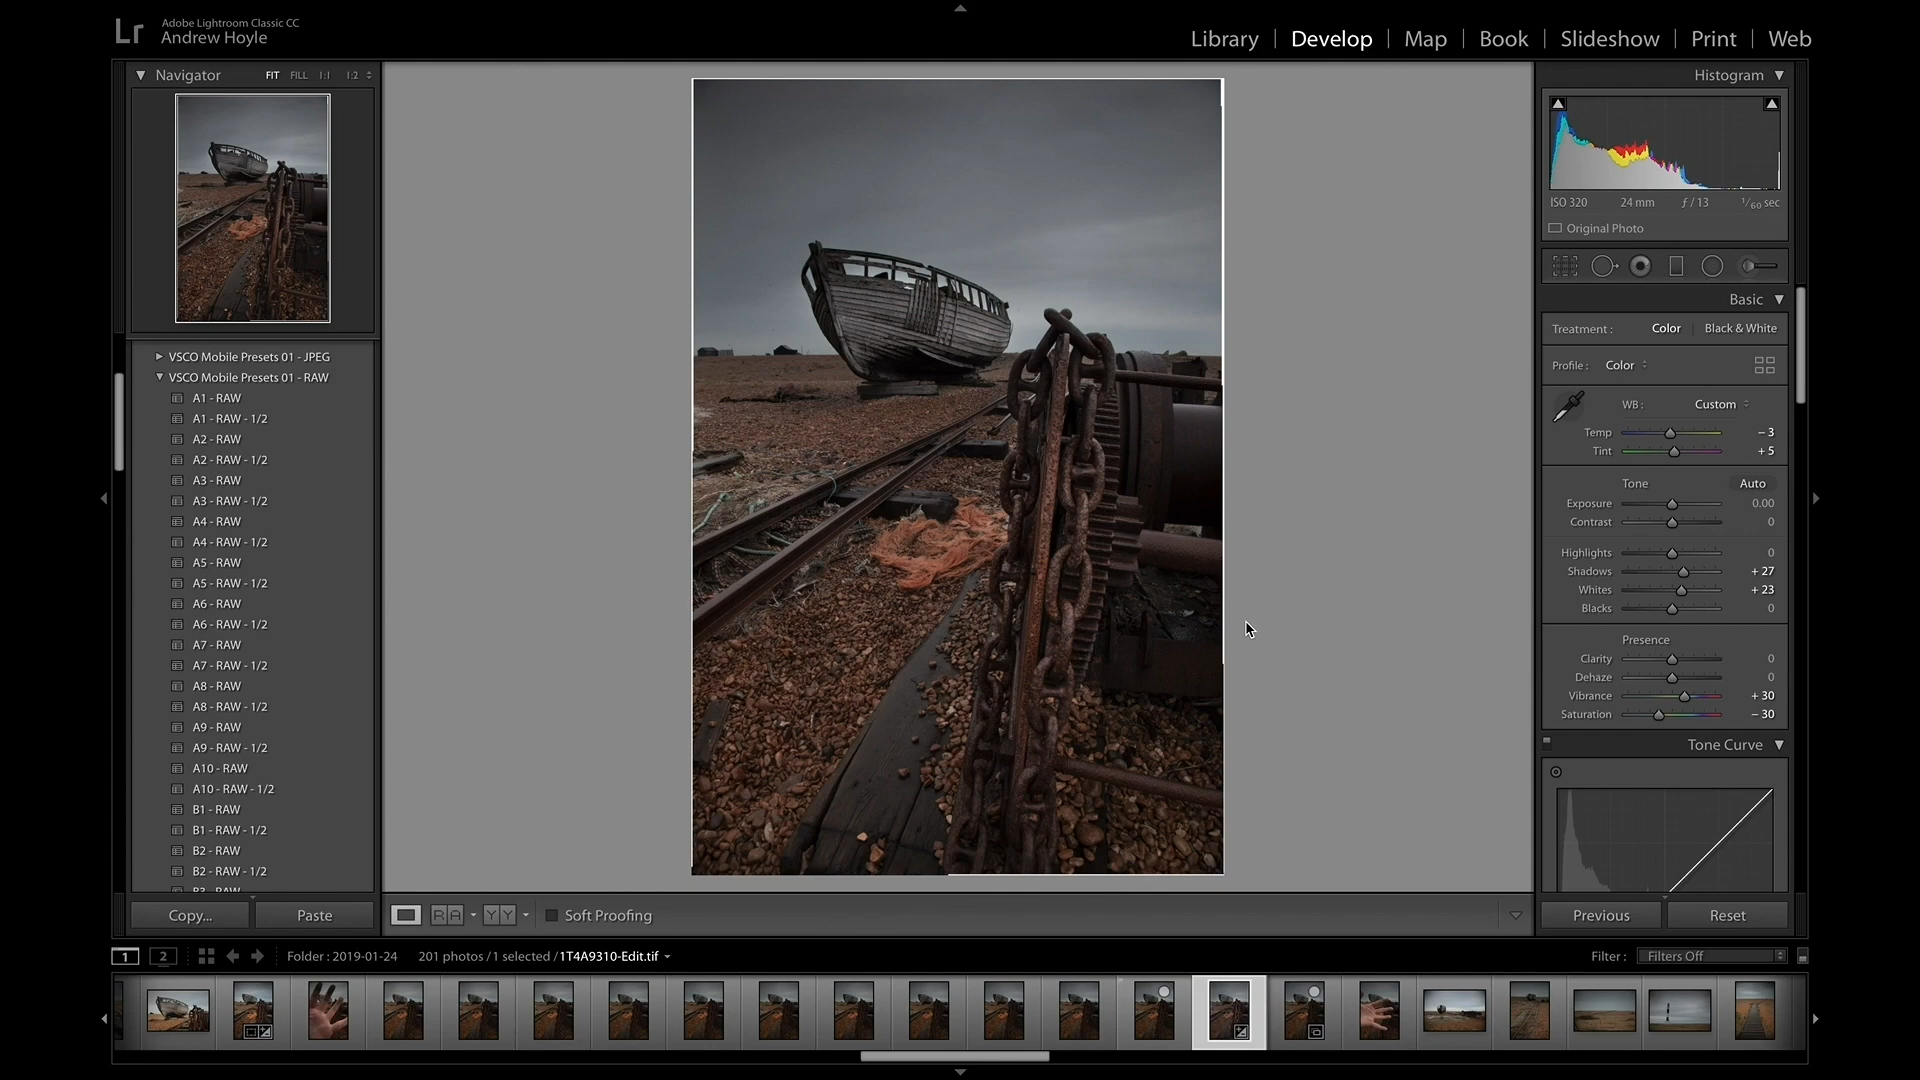 Lr
Adobe Lightroom Classic CC
Andrew Hoyle
Library | Develop | Map | Book | Slideshow | Print | Web
Navigator FIT FILL 1:1 1:2
VSCO Mobile Presets 01 - JPEG
VSCO Mobile Presets 01 - RAW
A1 - RAW
A1 - RAW - 1/2
A2 - RAW
A2 - RAW - 1/2
A3 - RAW
A3 - RAW - 1/2
A4 - RAW
A4 - RAW - 1/2
A5 - RAW
A5 - RAW - 1/2
A6 - RAW
A6 - RAW - 1/2
A7 - RAW
A7 - RAW - 1/2
A8 - RAW
A8 - RAW - 1/2
A9 - RAW
A9 - RAW - 1/2
A10 - RAW
A10 - RAW - 1/2
B1 - RAW
B1 - RAW - 1/2
B2 - RAW
B2 - RAW - 1/2
B3 - RAW
Copy... Paste
Histogram
ISO 320 24 mm ƒ / 13 1/60 sec
Original Photo
Basic
Treatment : Color Black & White
Profile : Color
WB : Custom
Temp - 3
Tint + 5
Tone Auto
Exposure 0.00
Contrast 0
Highlights 0
Shadows + 27
Whites + 23
Blacks 0
Presence
Clarity 0
Dehaze 0
Vibrance + 30
Saturation - 30
Tone Curve
Previous Reset
R A Y Y Soft Proofing
1 2 Folder : 2019-01-24 201 photos / 1 selected / 1T4A9310-Edit.tif Filter : Filters Off